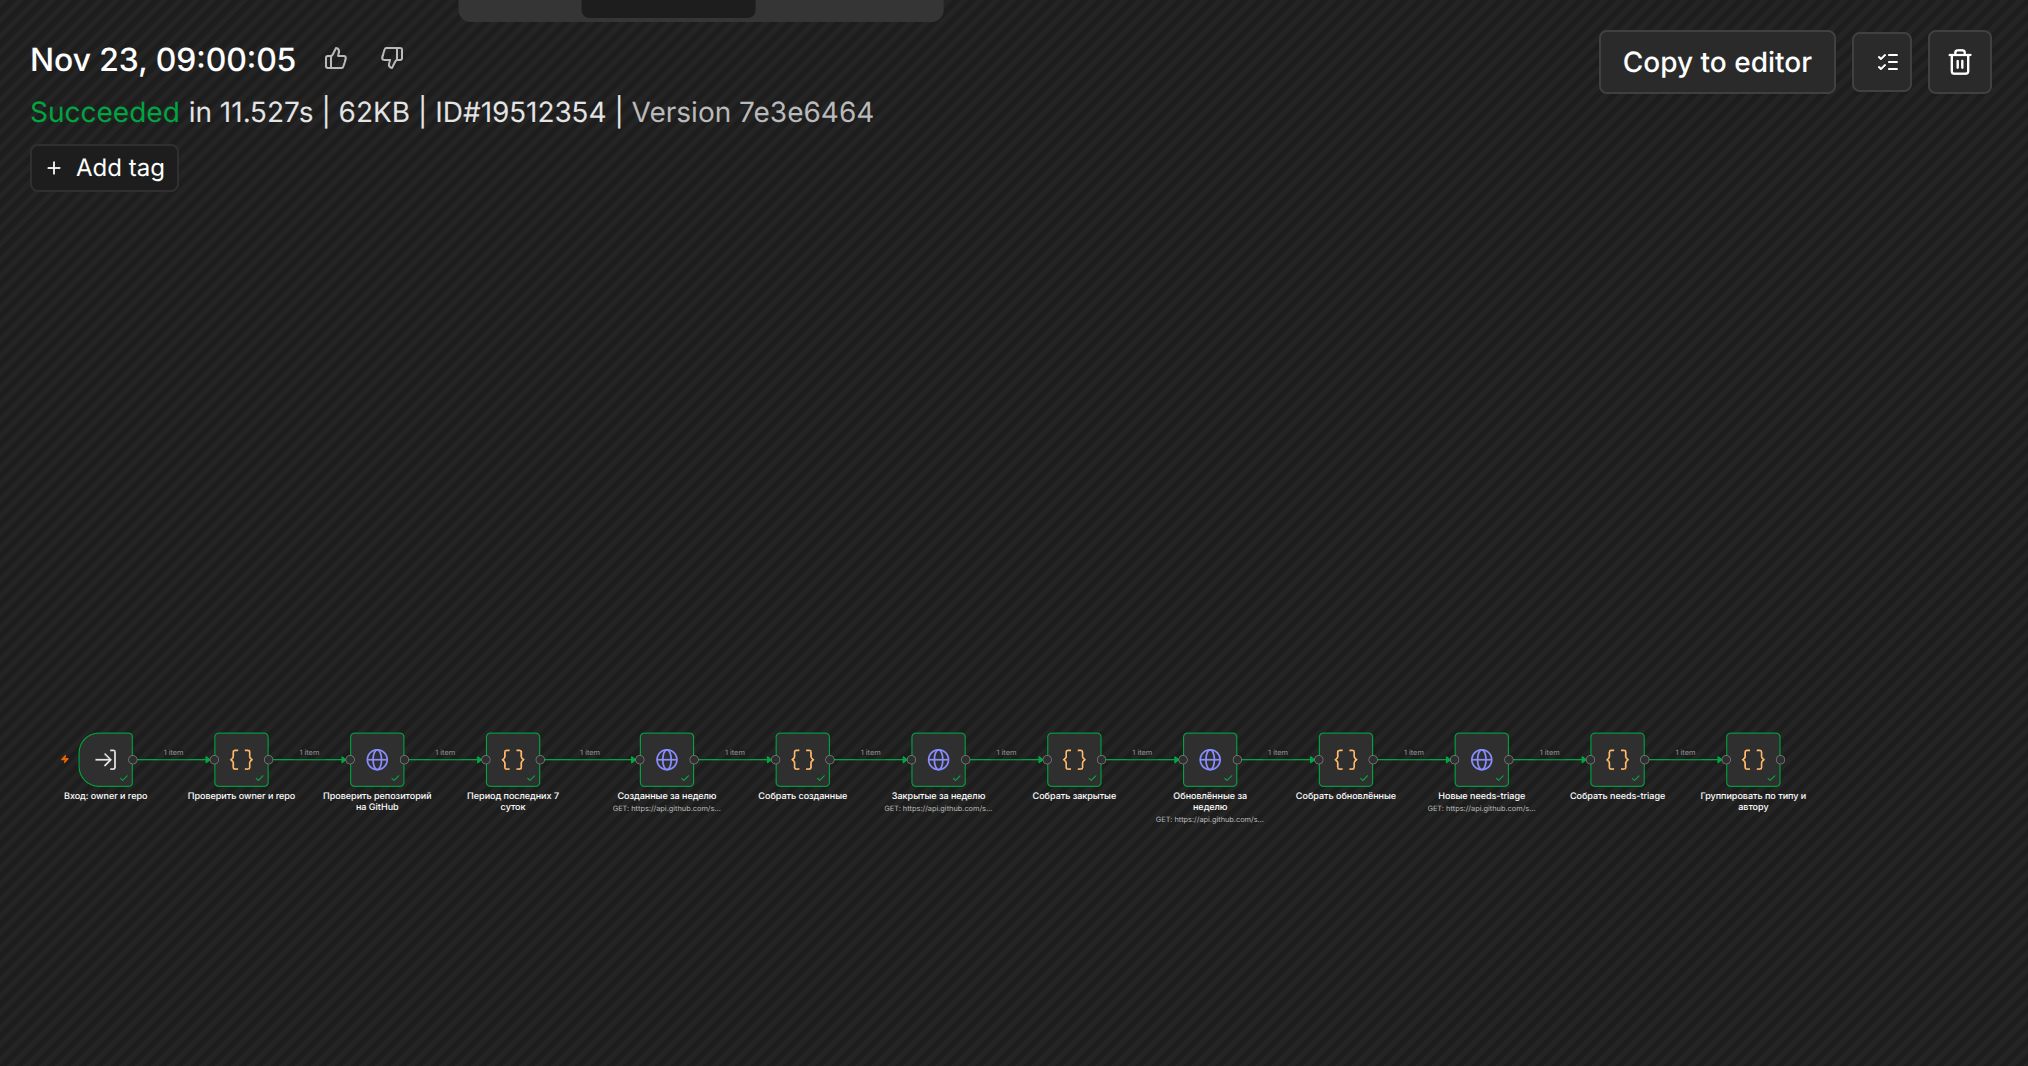 Nov 23, 09:00:05
Copy to editor
Succeeded in 11.527s | 62KB | ID#19512354 | Version 7e3e6464
+ Add tag
1 item
1 item
1 item
1 item
1 item
1 item
1 item
1 item
1 item
1 item
1 item
1 item
Вход: owner и repo
Проверить owner и repo
Проверить репозиторий
на GitHub
Период последних 7
суток
Созданные за неделю
GET: https://api.github.com/s...
Собрать созданные
Закрытые за неделю
GET: https://api.github.com/s...
Собрать закрытые
Обновлённые за
неделю
GET: https://api.github.com/s...
Собрать обновлённые
Новые needs-triage
GET: https://api.github.com/s...
Собрать needs-triage
Группировать по типу и
автору